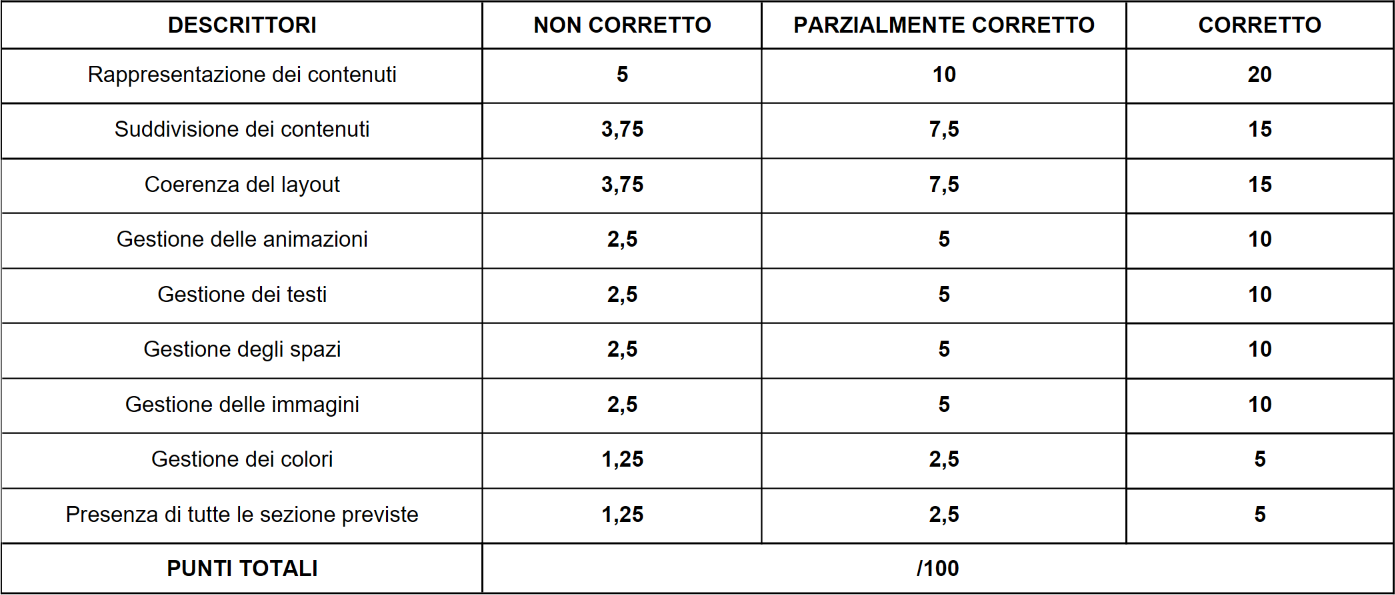 DESCRITTORI NON CORRETTO PARZIALMENTE CORRETTO CORRETTO
Rappresentazione dei contenuti 5 10 20
Suddivisione dei contenuti 3,75 7,5 15
Coerenza del layout 3,75 7,5 15
Gestione delle animazioni 2,5 5 10
Gestione dei testi 2,5 5 10
Gestione degli spazi 2,5 5 10
Gestione delle immagini 2,5 5 10
Gestione dei colori 1,25 2,5 5
Presenza di tutte le sezione previste 1,25 2,5 5
PUNTI TOTALI /100